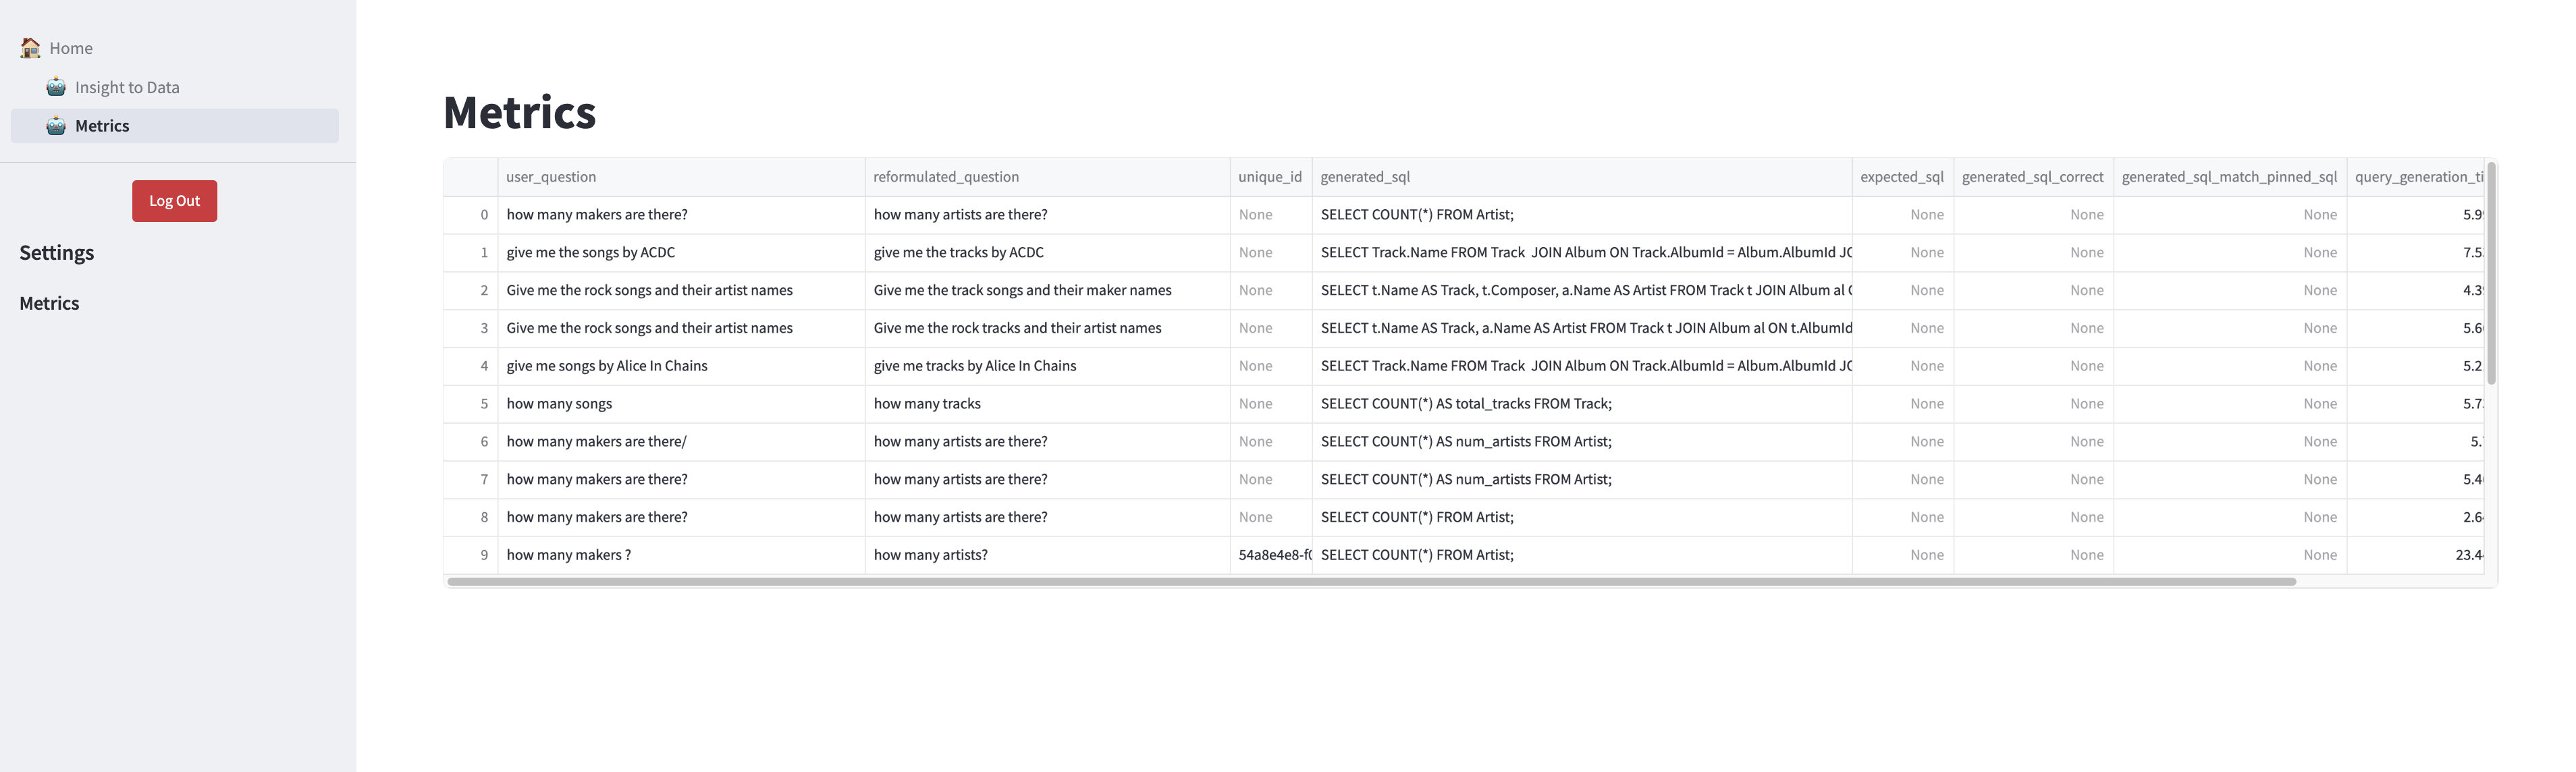 Home
Insight to Data
Metrics
Log Out
Settings
Metrics
Metrics
user_question reformulated_question unique_id generated_sql expected_sql generated_sql_correct generated_sql_match_pinned_sql query_generation_ti
0 how many makers are there? how many artists are there? None SELECT COUNT(*) FROM Artist; None None None 5.9
1 give me the songs by ACDC give me the tracks by ACDC None SELECT Track.Name FROM Track JOIN Album ON Track.AlbumId = Album.AlbumId JO None None None 7.5
2 Give me the rock songs and their artist names Give me the track songs and their maker names None SELECT t.Name AS Track, t.Composer, a.Name AS Artist FROM Track t JOIN Album al None None None 4.3
3 Give me the rock songs and their artist names Give me the rock tracks and their artist names None SELECT t.Name AS Track, a.Name AS Artist FROM Track t JOIN Album al ON t.AlbumId None None None 5.6
4 give me songs by Alice In Chains give me tracks by Alice In Chains None SELECT Track.Name FROM Track JOIN Album ON Track.AlbumId = Album.AlbumId JO None None None 5.2
5 how many songs how many tracks None SELECT COUNT(*) AS total_tracks FROM Track; None None None 5.7
6 how many makers are there/ how many artists are there? None SELECT COUNT(*) AS num_artists FROM Artist; None None None 5.
7 how many makers are there? how many artists are there? None SELECT COUNT(*) AS num_artists FROM Artist; None None None 5.4
8 how many makers are there? how many artists are there? None SELECT COUNT(*) FROM Artist; None None None 2.6
9 how many makers ? how many artists? 54a8e4e8-f0 SELECT COUNT(*) FROM Artist; None None None 23.4